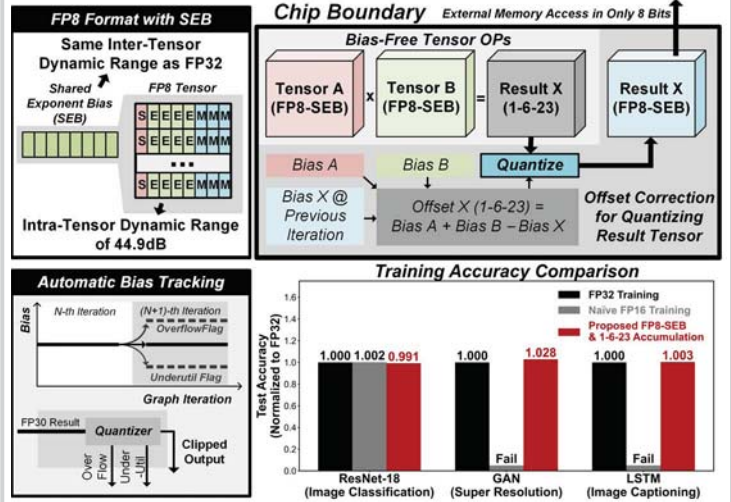 FP8 Format with SEB
Same Inter-Tensor
Dynamic Range as FP32
Shared
Exponent Bias
(SEB)
FP8 Tensor
S E E E E M M M
S E E E E M M M
...
S E E E E M M M
Intra-Tensor Dynamic Range
of 44.9dB
Chip Boundary
External Memory Access in Only 8 Bits
Bias-Free Tensor OPs
Tensor A
(FP8-SEB)
x
Tensor B
(FP8-SEB)
=
Result X
(1-6-23)
Result X
(FP8-SEB)
Bias A
Bias B
Quantize
Bias X @
Previous
Iteration
Offset X (1-6-23) =
Bias A + Bias B – Bias X
Offset Correction
for Quantizing
Result Tensor
Automatic Bias Tracking
Bias
N-th Iteration
(N+1)-th Iteration
OverflowFlag
Underutil Flag
Graph Iteration
FP30 Result
Quantizer
Over
Flow
Under
-Util
Clipped
Output
Training Accuracy Comparison
Test Accuracy
(Normalized to FP32)
1.6
1.4
1.2
1.0
0.8
0.6
0.4
0.2
0.0
FP32 Training
Naïve FP16 Training
Proposed FP8-SEB
& 1-6-23 Accumulation
1.000 1.002 0.991
1.000 Fail 1.028
1.000 Fail 1.003
ResNet-18
(Image Classification)
GAN
(Super Resolution)
LSTM
(Image Captioning)